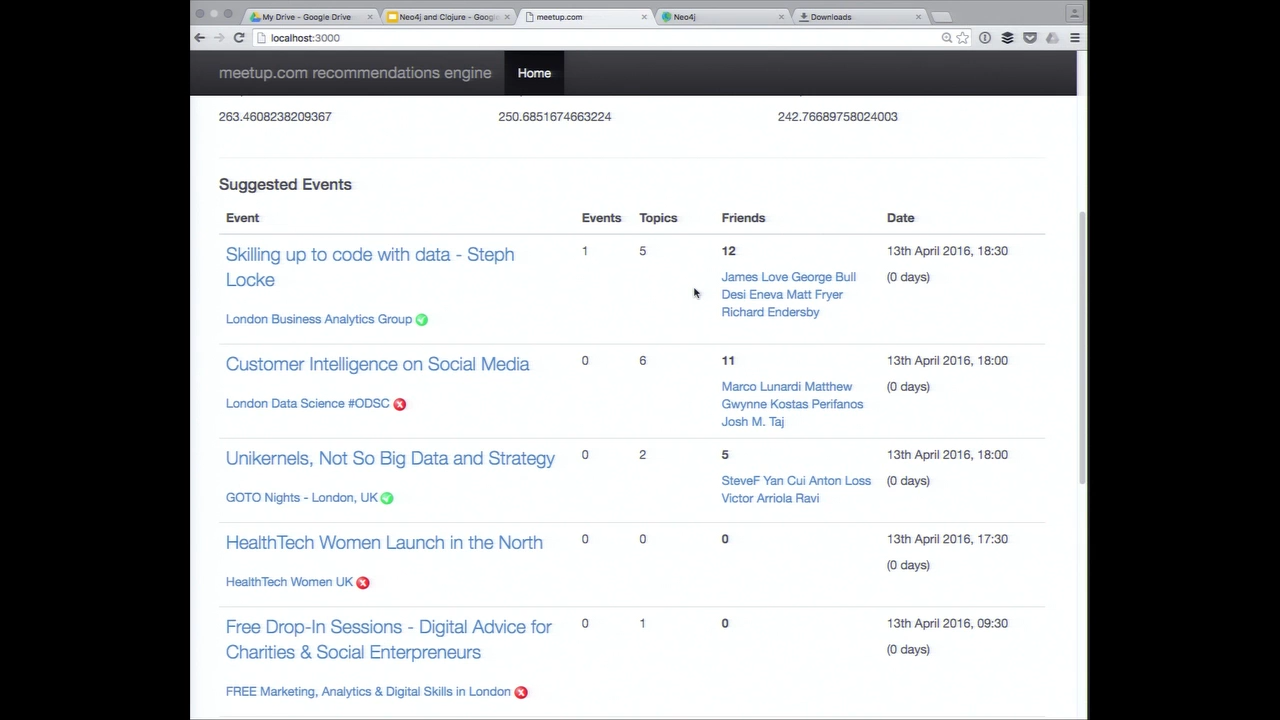 My Drive - Google Drive
Neo4j and Clojure - Googl
meetup.com
Neo4j
Downloads
localhost:3000
meetup.com recommendations engine Home
263.4608238209367 250.6851674663224 242.76689758024003
Suggested Events
Event Events Topics Friends Date
Skilling up to code with data - Steph 1 5 12 13th April 2016, 18:30
Locke James Love George Bull (0 days)
Desi Eneva Matt Fryer
London Business Analytics Group Richard Endersby
Customer Intelligence on Social Media 0 6 11 13th April 2016, 18:00
Marco Lunardi Matthew (0 days)
London Data Science #ODSC Gwynne Kostas Perifanos
Josh M. Taj
Unikernels, Not So Big Data and Strategy 0 2 5 13th April 2016, 18:00
SteveF Yan Cui Anton Loss (0 days)
GOTO Nights - London, UK Victor Arriola Ravi
HealthTech Women Launch in the North 0 0 0 13th April 2016, 17:30
(0 days)
HealthTech Women UK
Free Drop-In Sessions - Digital Advice for 0 1 0 13th April 2016, 09:30
Charities & Social Enterpreneurs (0 days)
FREE Marketing, Analytics & Digital Skills in London